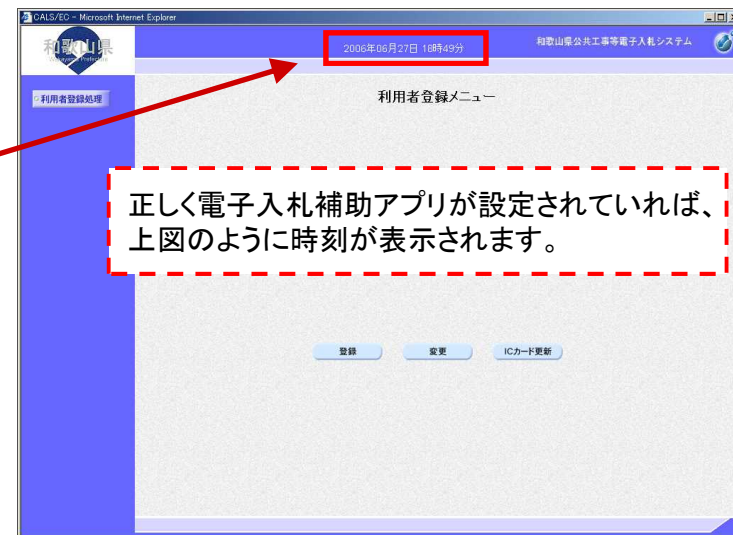 CALS/EC - Microsoft Internet Explorer
和歌山県
Wakayama Prefecture
2006年06月27日 18時49分
和歌山県公共工事等電子入札システム
利用者登録処理
利用者登録メニュー
正しく電子入札補助アプリが設定されていれば、
上図のように時刻が表示されます。
登録
変更
ICカード更新